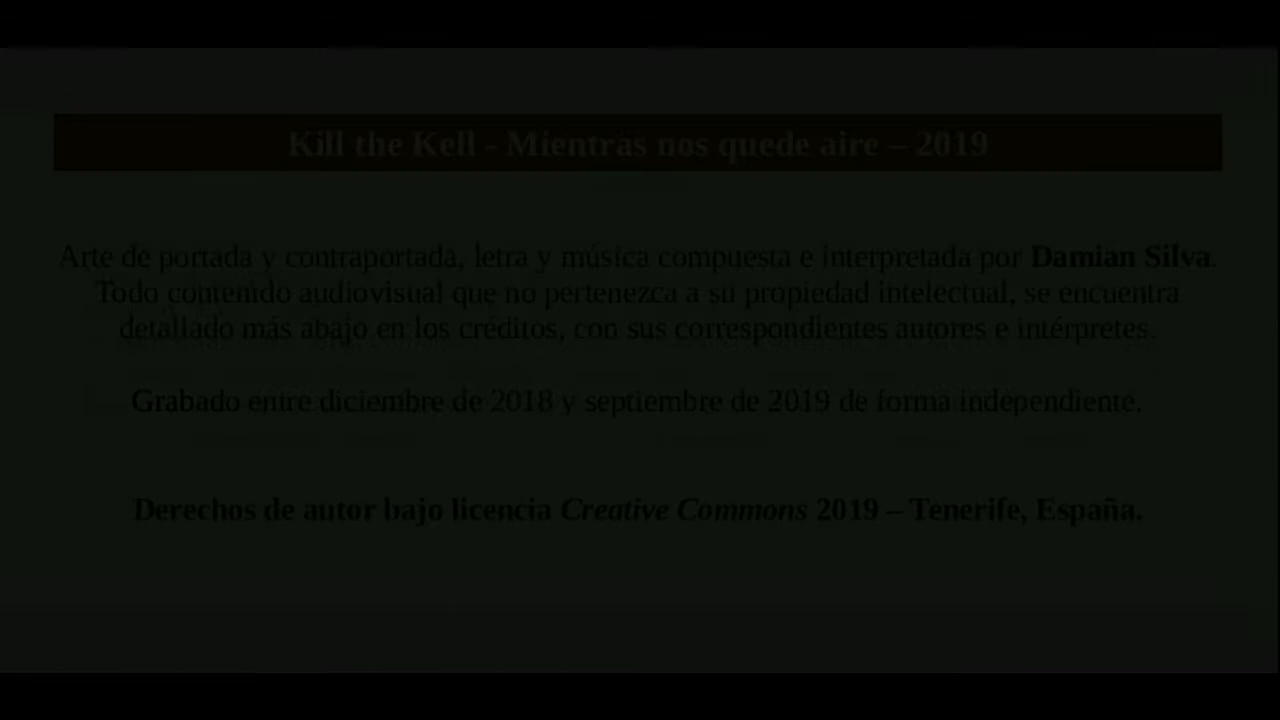 Kill the Kell - Mientras nos quede aire – 2019
Arte de portada y contraportada, letra y música compuesta e interpretada por Damian Silva.
Todo contenido audiovisual que no pertenezca a su propiedad intelectual, se encuentra
detallado más abajo en los créditos, con sus correspondientes autores e intérpretes.
Grabado entre diciembre de 2018 y septiembre de 2019 de forma independiente.
Derechos de autor bajo licencia Creative Commons 2019 – Tenerife, España.